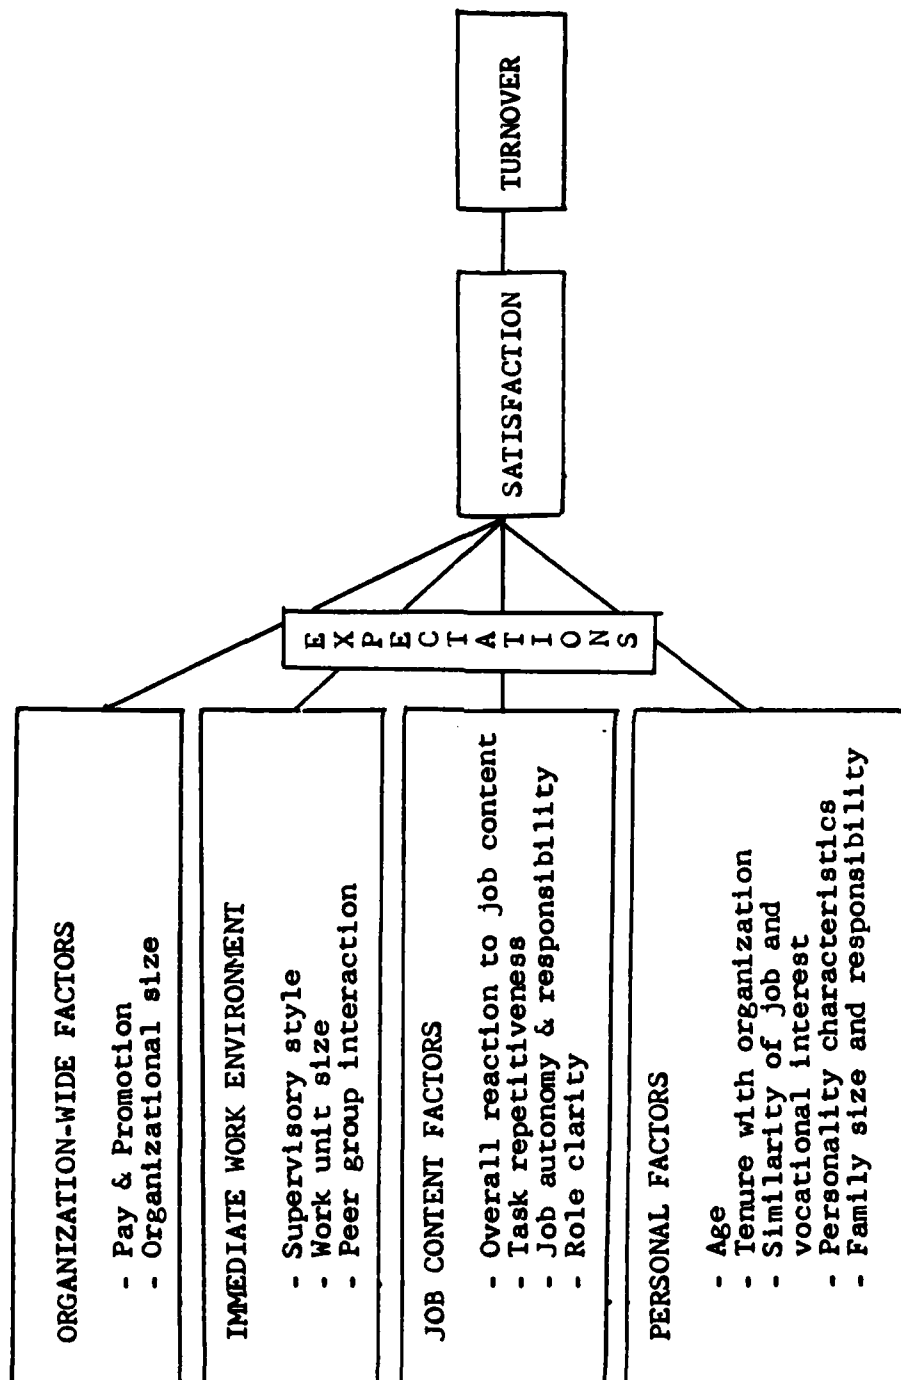 ORGANIZATION-WIDE FACTORS
- Pay & Promotion
- Organizational size
IMMEDIATE WORK ENVIRONMENT
- Supervisory style
- Work unit size
- Peer group interaction
JOB CONTENT FACTORS
- Overall reaction to job content
- Task repetitiveness
- Job autonomy & responsibility
- Role clarity
PERSONAL FACTORS
- Age
- Tenure with organization
- Similarity of job and
vocational interest
- Personality characteristics
- Family size and responsibility
EXPECTATIONS
SATISFACTION
TURNOVER